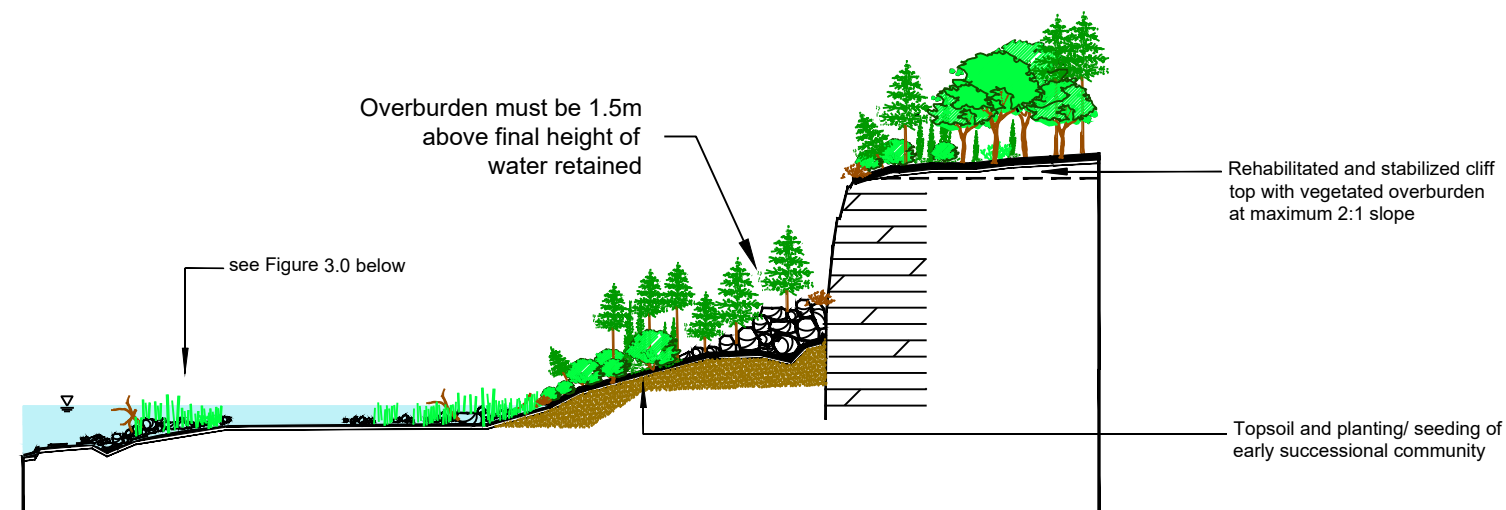 Overburden must be 1.5m
above final height of
water retained
Rehabilitated and stabilized cliff
top with vegetated overburden
at maximum 2:1 slope
see Figure 3.0 below
Topsoil and planting/ seeding of
early successional community